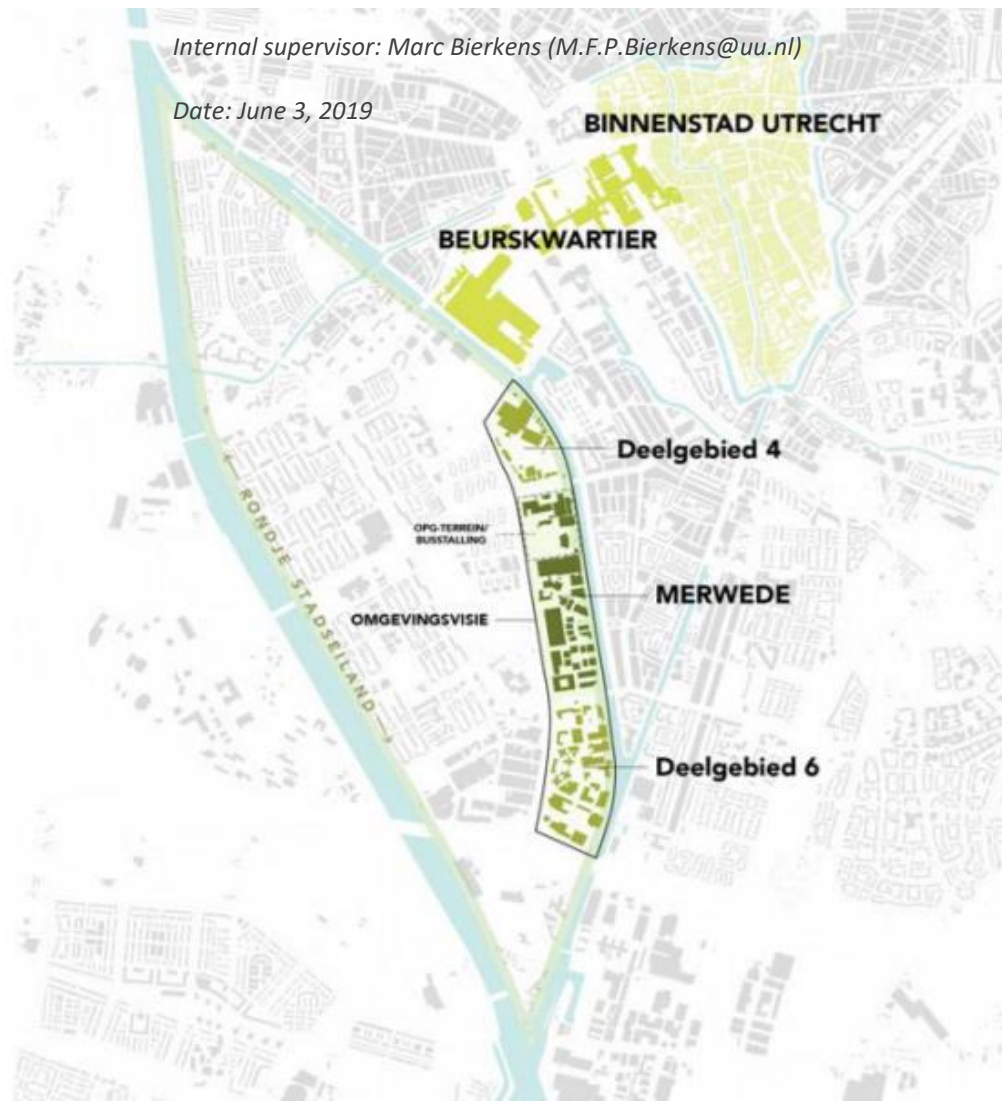 Internal supervisor: Marc Bierkens (M.F.P.Bierkens@uu.nl)
Date: June 3, 2019
BINNENSTAD UTRECHT
BEURSKWARTIER
Deelgebied 4
OPG-TERREIN/
BUSSTALLING
MERWEDE
OMGEVINGSVISIE
RONDJE STADSEILAND
Deelgebied 6